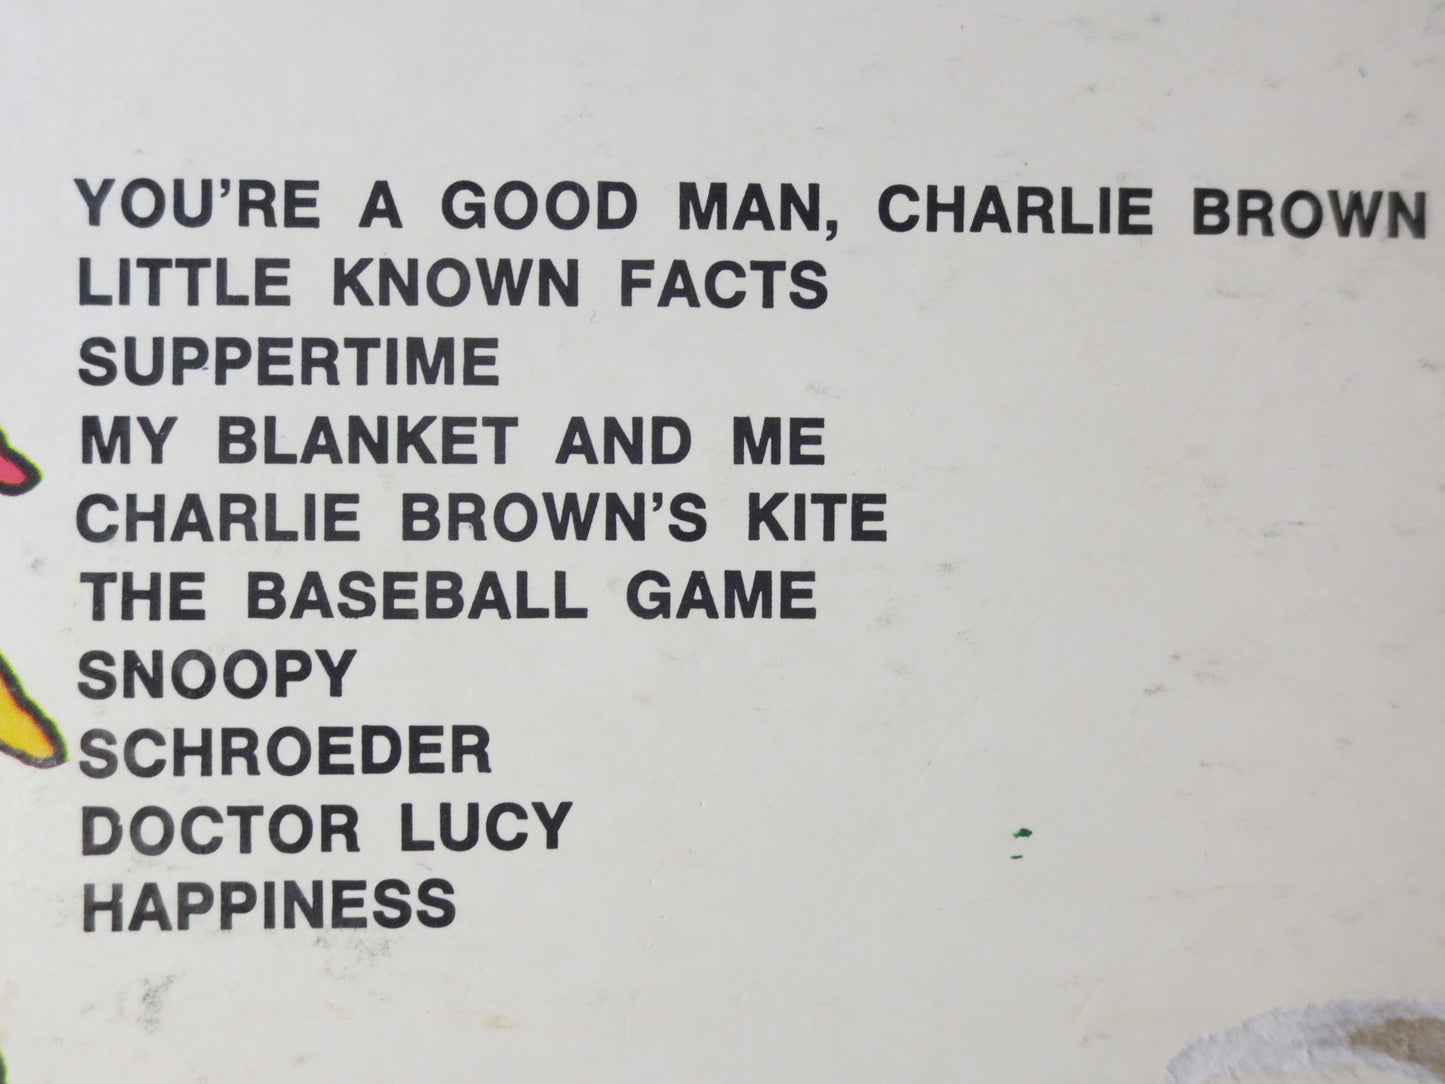 YOU'RE A GOOD MAN, CHARLIE BROWN
LITTLE KNOWN FACTS
SUPPERTIME
MY BLANKET AND ME
CHARLIE BROWN'S KITE
THE BASEBALL GAME
SNOOPY
SCHROEDER
DOCTOR LUCY
HAPPINESS